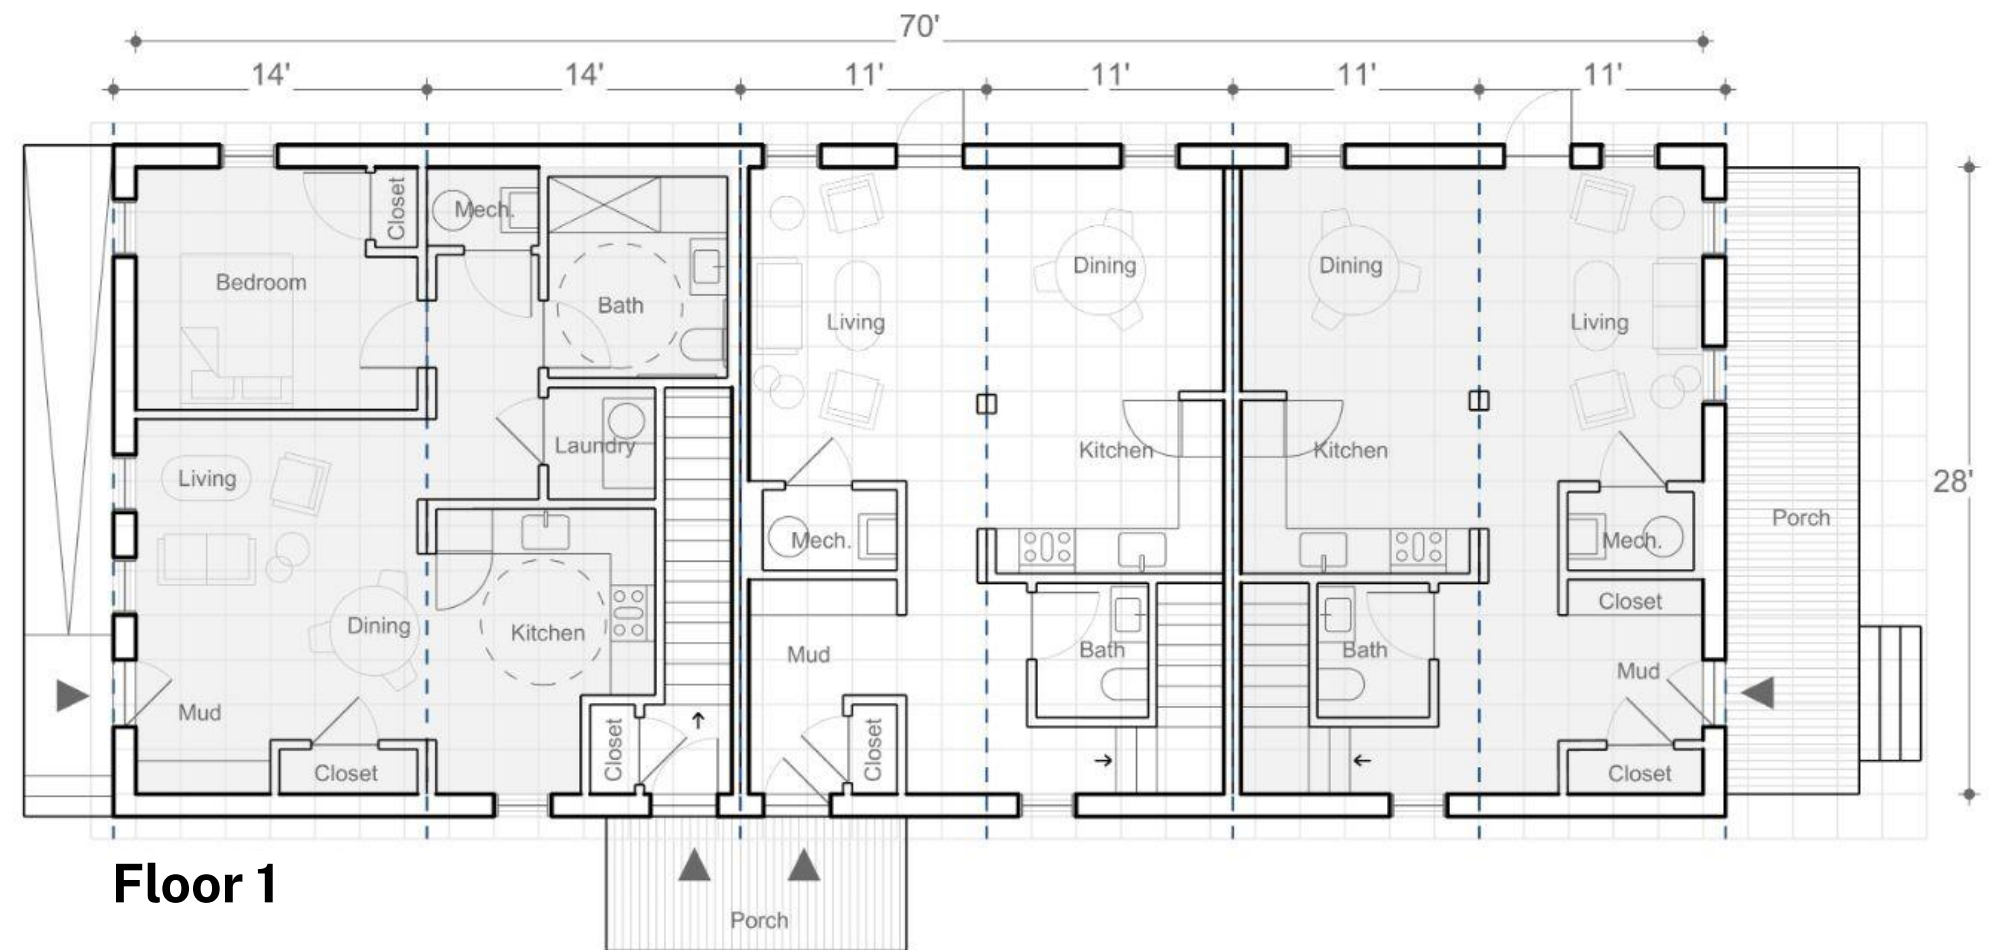 70'
14' 14' 11' 11' 11' 11'
Closet
Mech.
Bedroom
Bath
Living
Dining
Dining
Living
Laundry
Kitchen
Kitchen
Living
28'
Porch
Mech.
Mech.
Closet
Dining
Kitchen
Mud
Bath
Bath
Mud
Mud
Closet
Closet
Closet
Closet
Floor 1
Porch